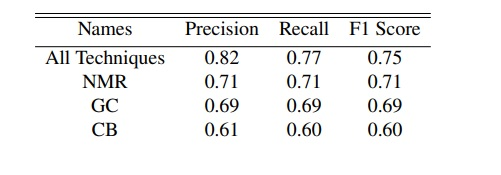 Names Precision Recall F1 Score
All Techniques 0.82 0.77 0.75
NMR 0.71 0.71 0.71
GC 0.69 0.69 0.69
CB 0.61 0.60 0.60